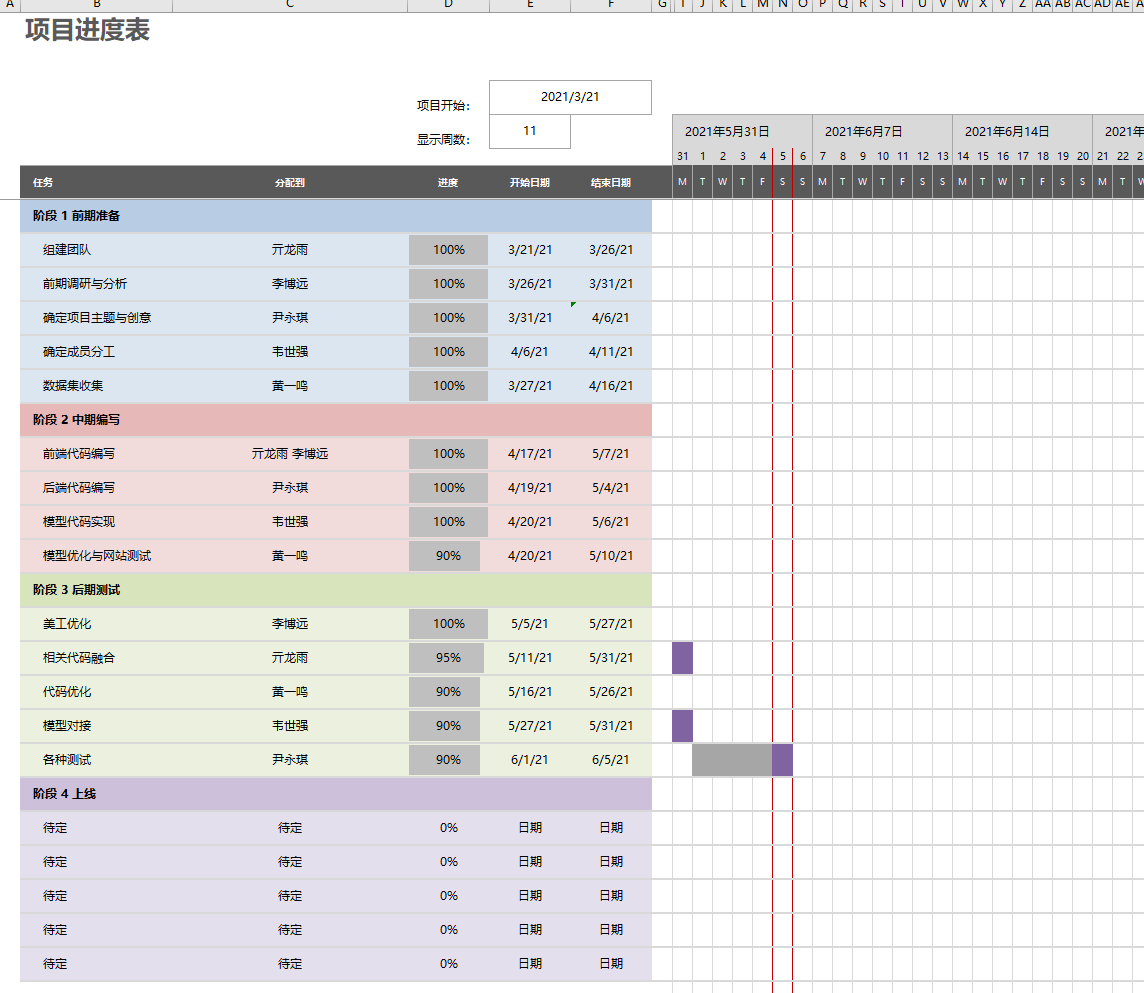 A B C D E F G I J K L M N O P Q R S T U V W X Y Z AA AB AC AD AE
项目进度表
项目开始： 2021/3/21
显示周数： 11
2021年5月31日 2021年6月7日 2021年6月14日 2021年
31 1 2 3 4 5 6 7 8 9 10 11 12 13 14 15 16 17 18 19 20 21 22
任务 分配到 进度 开始日期 结束日期 M T W T F S S M T W T F S S M T W T F S S M T W
阶段 1 前期准备
组建团队 亓龙雨 100% 3/21/21 3/26/21
前期调研与分析 李博远 100% 3/26/21 3/31/21
确定项目主题与创意 尹永琪 100% 3/31/21 4/6/21
确定成员分工 韦世强 100% 4/6/21 4/11/21
数据集收集 黄一鸣 100% 3/27/21 4/16/21
阶段 2 中期编写
前端代码编写 亓龙雨 李博远 100% 4/17/21 5/7/21
后端代码编写 尹永琪 100% 4/19/21 5/4/21
模型代码实现 韦世强 100% 4/20/21 5/6/21
模型优化与网站测试 黄一鸣 90% 4/20/21 5/10/21
阶段 3 后期测试
美工优化 李博远 100% 5/5/21 5/27/21
相关代码融合 亓龙雨 95% 5/11/21 5/31/21
代码优化 黄一鸣 90% 5/16/21 5/26/21
模型对接 韦世强 90% 5/27/21 5/31/21
各种测试 尹永琪 90% 6/1/21 6/5/21
阶段 4 上线
待定 待定 0% 日期 日期
待定 待定 0% 日期 日期
待定 待定 0% 日期 日期
待定 待定 0% 日期 日期
待定 待定 0% 日期 日期